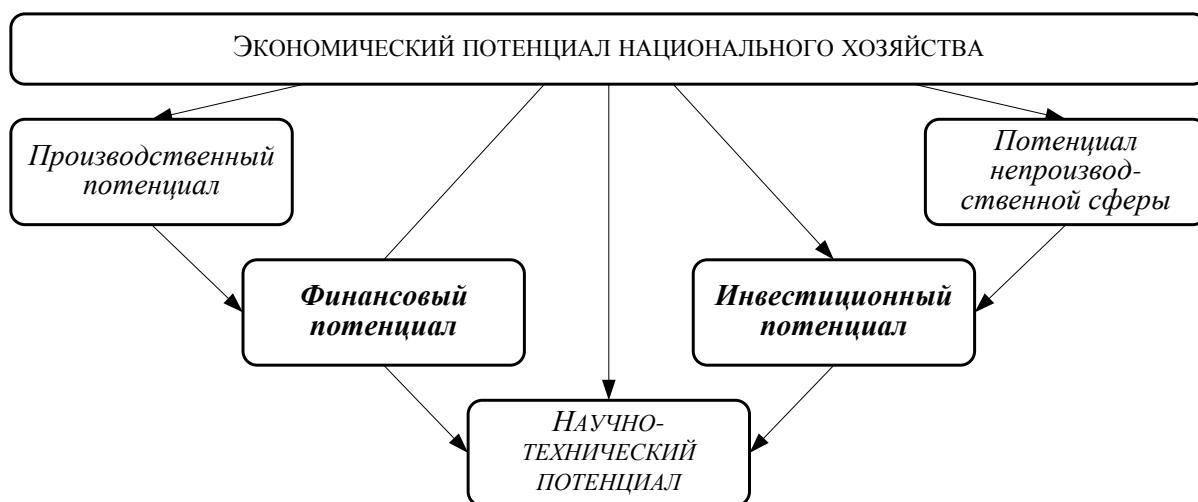 ЭКОНОМИЧЕСКИЙ ПОТЕНЦИАЛ НАЦИОНАЛЬНОГО ХОЗЯЙСТВА
Производственный
потенциал
Потенциал
непроизвод-
ственной сферы
Финансовый
потенциал
Инвестиционный
потенциал
НАУЧНО-
ТЕХНИЧЕСКИЙ
ПОТЕНЦИАЛ